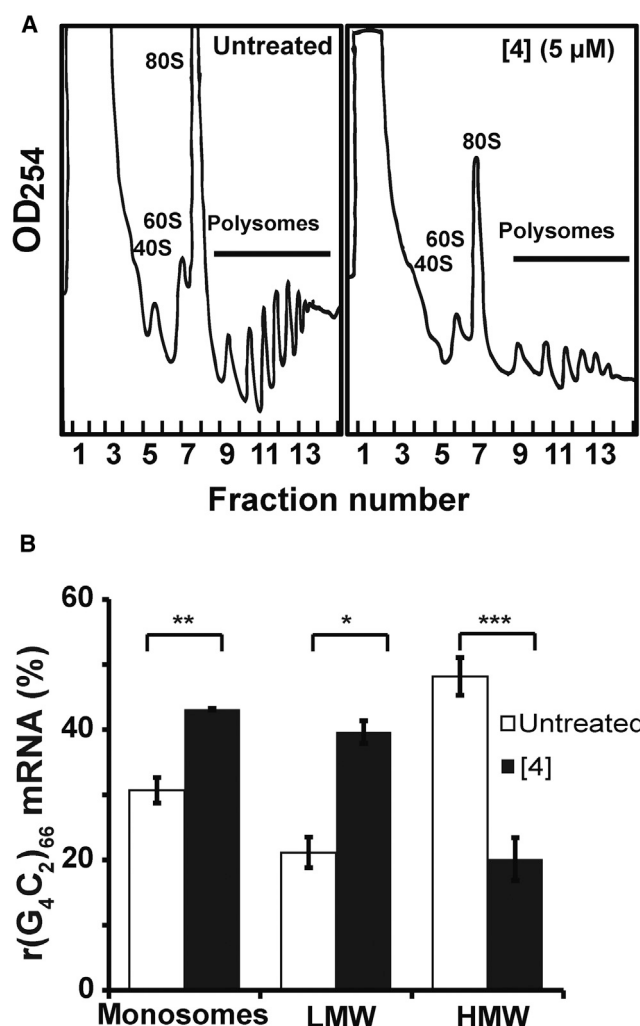 A
Untreated
[4] (5 µM)
80S
60S
40S
Polysomes
80S
60S
40S
Polysomes
OD254
1 3 5 7 9 11 13
1 3 5 7 9 11 13
Fraction number
B
60
40
20
0
r(G4C2)66 mRNA (%)
**
*
***
Untreated
[4]
Monosomes LMW HMW